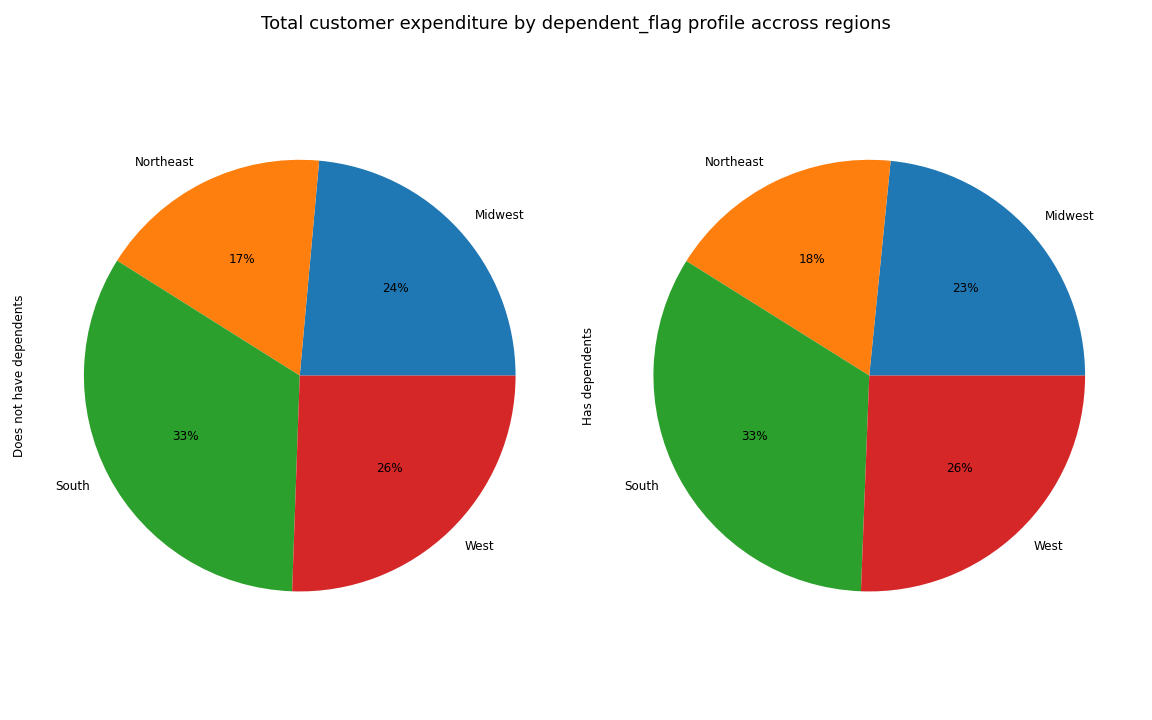 Total customer expenditure by dependent_flag profile accross regions
Does not have dependents
Northeast
Midwest
17%
24%
33%
26%
South
West
Has dependents
Northeast
Midwest
18%
23%
33%
26%
South
West